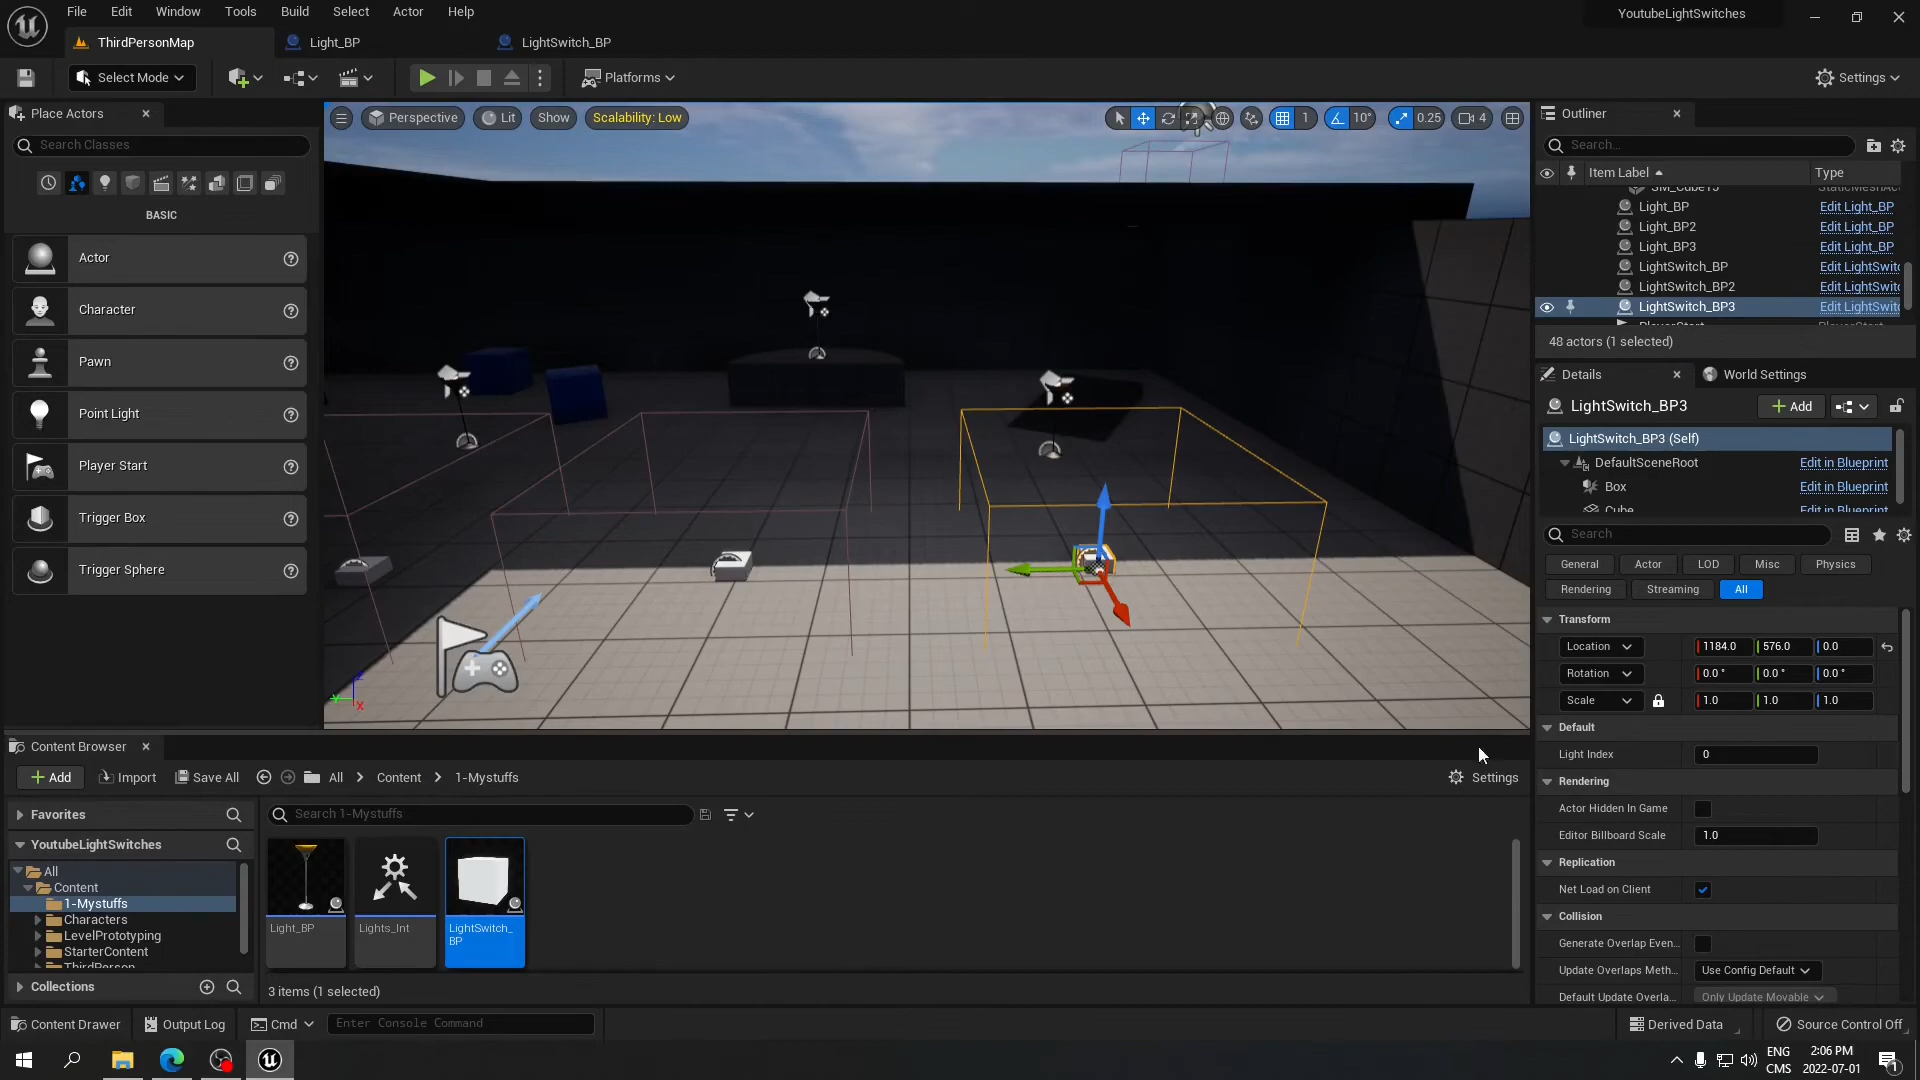 File Edit Window Tools Build Select Actor Help
YoutubeLightSwitches
ThirdPersonMap
Light_BP
LightSwitch_BP
Select Mode
Platforms
Settings
Place Actors
Search Classes
BASIC
Actor
Character
Pawn
Point Light
Player Start
Trigger Box
Trigger Sphere
Perspective
Lit
Show
Scalability: Low
1
10°
0.25
4
Outliner
Search...
Item Label
Type
Light_BP Edit Light_BP
Light_BP2 Edit Light_BP
Light_BP3 Edit Light_BP
LightSwitch_BP Edit LightSwitc
LightSwitch_BP2 Edit LightSwitc
LightSwitch_BP3 Edit LightSwitc
48 actors (1 selected)
Details
World Settings
LightSwitch_BP3
Add
LightSwitch_BP3 (Self)
DefaultSceneRoot Edit in Blueprint
Box Edit in Blueprint
Cube Edit in Blueprint
Search
General Actor LOD Misc Physics
Rendering Streaming All
Transform
Location 1184.0 576.0 0.0
Rotation 0.0° 0.0° 0.0°
Scale 1.0 1.0 1.0
Default
Light Index 0
Rendering
Actor Hidden In Game
Editor Billboard Scale 1.0
Replication
Net Load on Client
Collision
Generate Overlap Even...
Update Overlaps Meth... Use Config Default
Default Update Overla... Only Update Movable
Content Browser
Add Import Save All All Content 1-Mystuffs
Settings
Favorites
Search 1-Mystuffs
YoutubeLightSwitches
All
Content
1-Mystuffs
Characters
LevelPrototyping
StarterContent
ThirdPerson
Collections
Light_BP
Lights_Int
LightSwitch_
BP
3 items (1 selected)
Content Drawer Output Log Cmd Enter Console Command
Derived Data Source Control Off
ENG
CMS
2:06 PM
2022-07-01
1